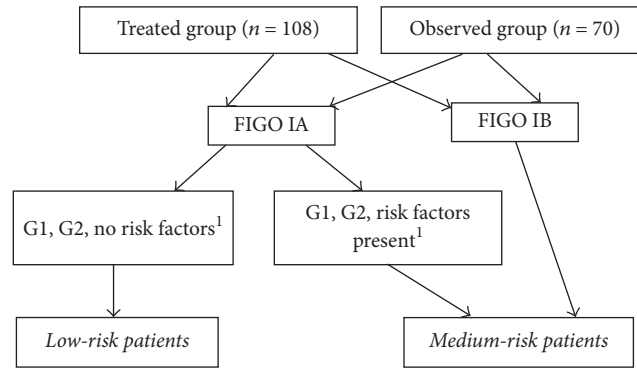 Treated group (n = 108)
Observed group (n = 70)
FIGO IA
FIGO IB
G1, G2, no risk factors¹
G1, G2, risk factors
present¹
Low-risk patients
Medium-risk patients